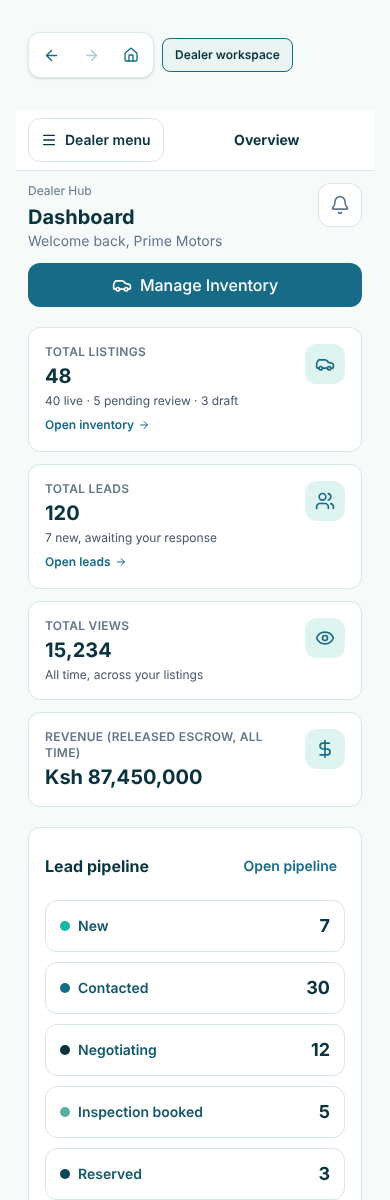 Dealer workspace
Dealer menu
Overview
Dealer Hub
Dashboard
Welcome back, Prime Motors
Manage Inventory
TOTAL LISTINGS
48
40 live · 5 pending review · 3 draft
Open inventory →
TOTAL LEADS
120
7 new, awaiting your response
Open leads →
TOTAL VIEWS
15,234
All time, across your listings
REVENUE (RELEASED ESCROW, ALL
TIME)
Ksh 87,450,000
Lead pipeline
Open pipeline
New 7
Contacted 30
Negotiating 12
Inspection booked 5
Reserved 3